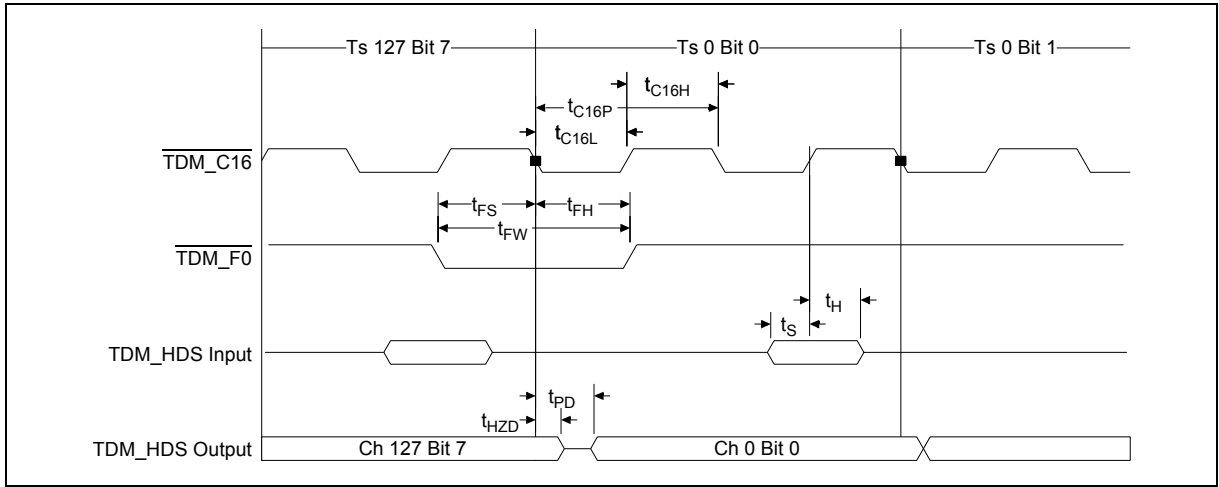 Ts 127 Bit 7 Ts 0 Bit 0 Ts 0 Bit 1
tC16H
tC16P
tC16L
TDM_C16
tFS tFH
tFW
TDM_F0
tH
tS
TDM_HDS Input
tPD
tHZD
TDM_HDS Output Ch 127 Bit 7 Ch 0 Bit 0